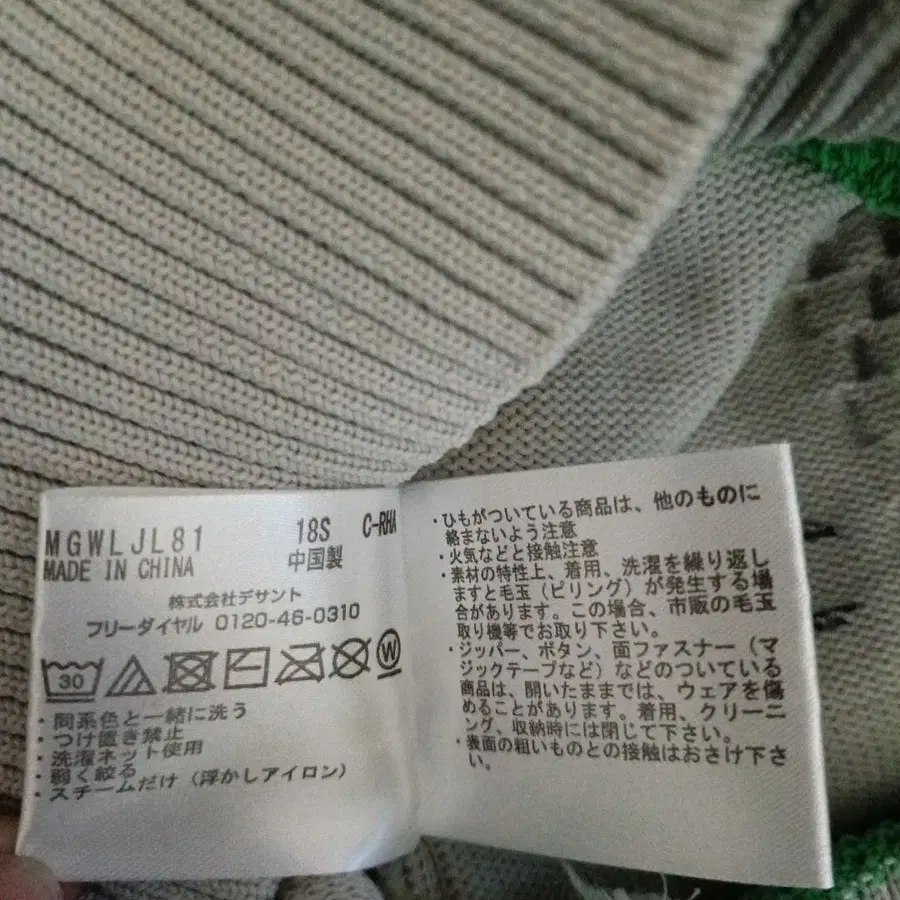 MGWLJL81 18S C-RHA
MADE IN CHINA 中国製
株式会社デサント
フリーダイヤル 0120-46-0310
30 W
・同系色と一緒に洗う
・つけ置き禁止
・洗濯ネット使用
・弱く絞る
・スチームだけ（浮かしアイロン）
・ひもがついている商品は、他のものに
絡まないよう注意
・火気などと接触注意
・素材の特性上、着用、洗濯を繰り返し
ますと毛玉（ピリング）が発生する場
合があります。この場合、市販の毛玉
取り機等でお取り下さい。
・ジッパー、ボタン、面ファスナー（マ
ジックテープなど）などのついている
商品は、開いたままでは、ウェアを傷
めることがあります。着用、クリーニ
ング、収納時には閉じて下さい。
・表面の粗いものとの接触はおさけ下さ
い。